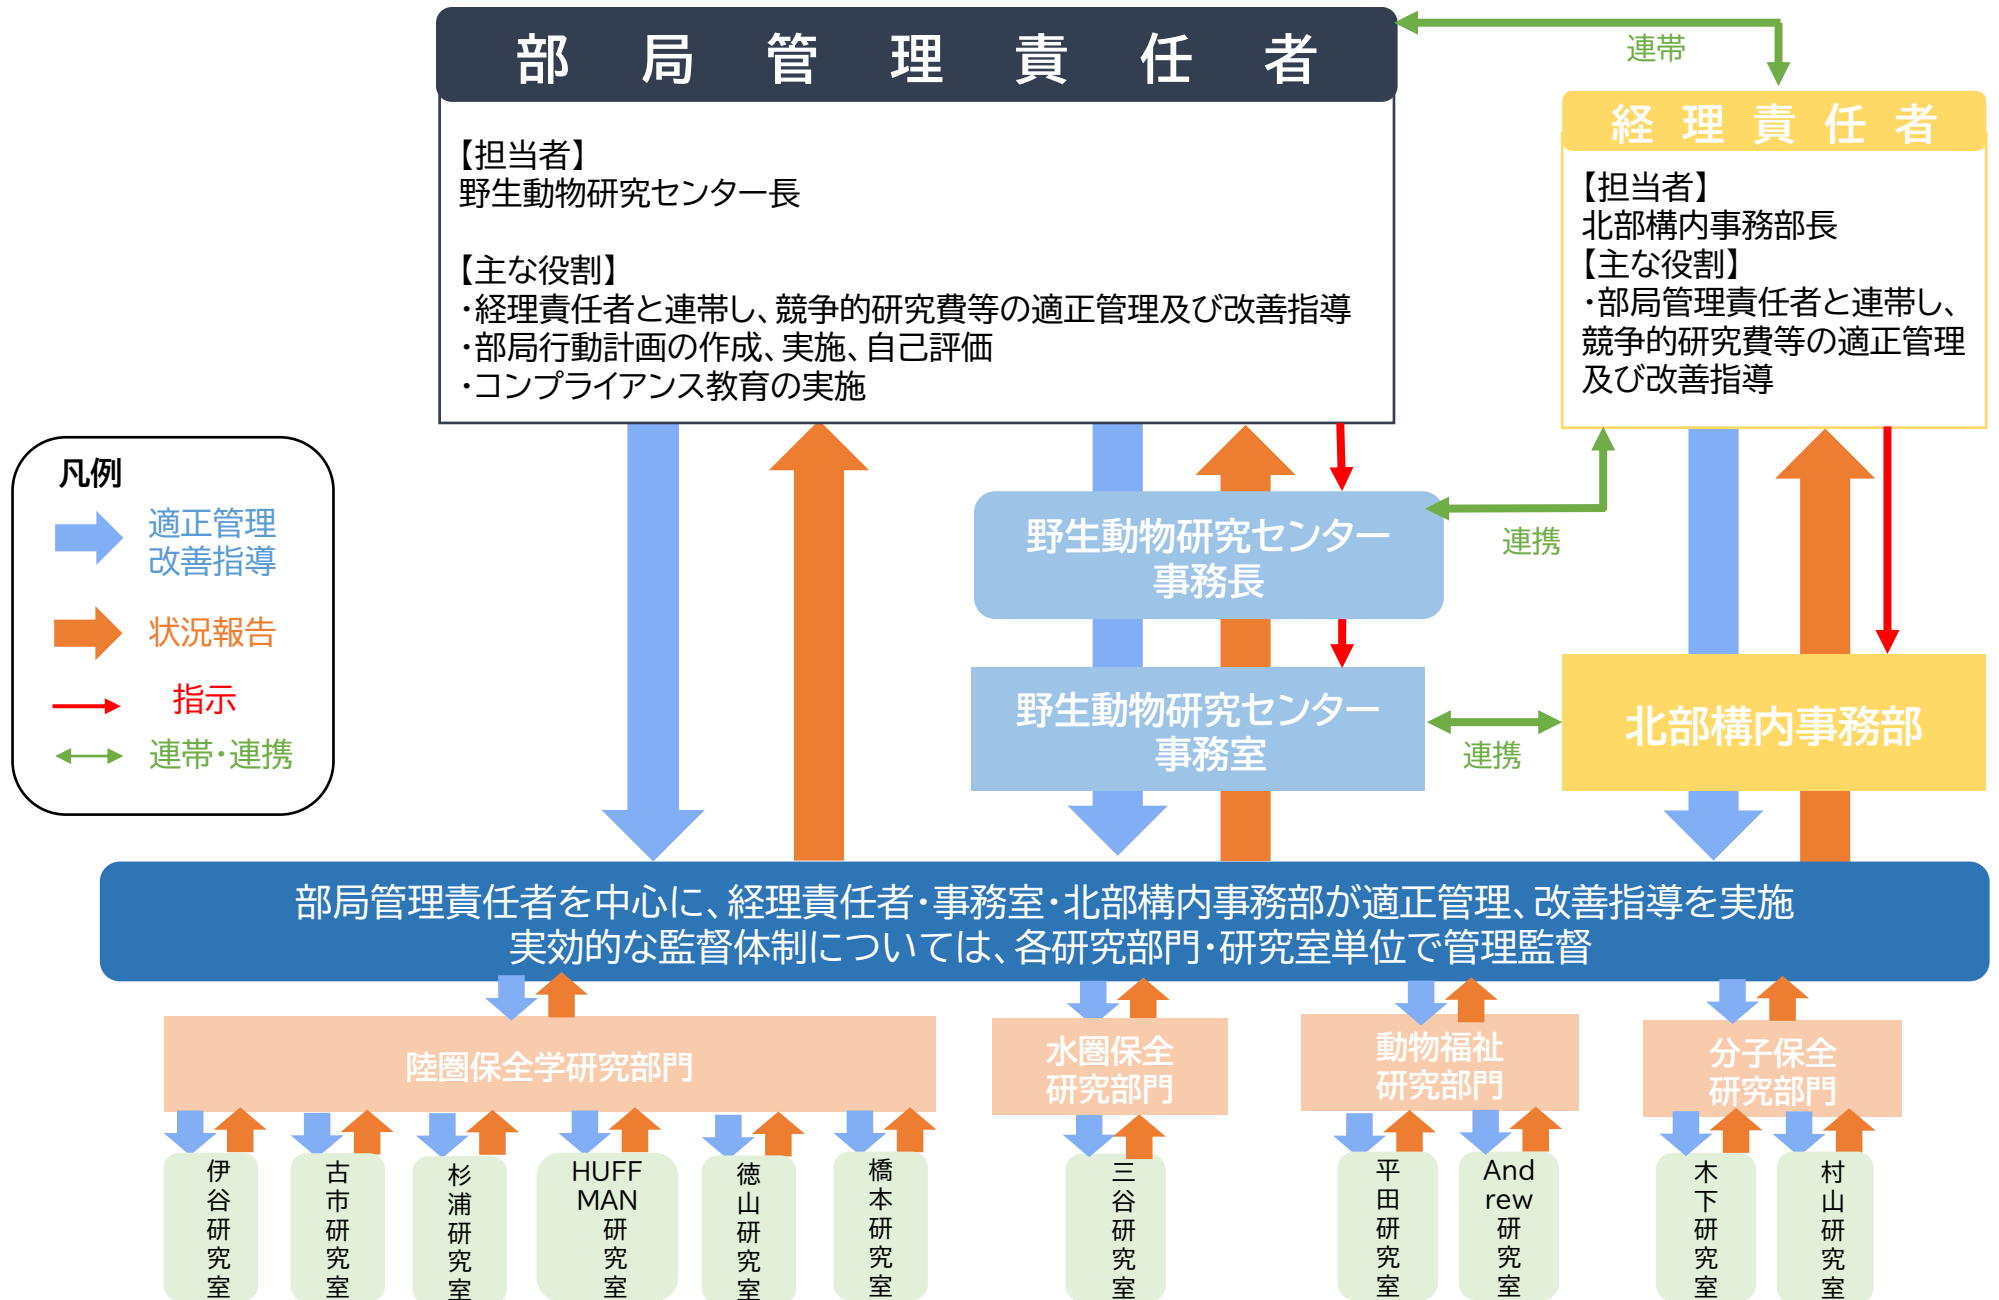 部局管理責任者
【担当者】
野生動物研究センター長
【主な役割】
・経理責任者と連帯し、競争的研究費等の適正管理及び改善指導
・部局行動計画の作成、実施、自己評価
・コンプライアンス教育の実施
連帯
経理責任者
【担当者】
北部構内事務部長
【主な役割】
・部局管理責任者と連帯し、
競争的研究費等の適正管理
及び改善指導
凡例
適正管理
改善指導
状況報告
指示
連帯・連携
野生動物研究センター
事務長
連携
野生動物研究センター
事務室
連携
北部構内事務部
部局管理責任者を中心に、経理責任者・事務室・北部構内事務部が適正管理、改善指導を実施
実効的な監督体制については、各研究部門・研究室単位で管理監督
陸圏保全学研究部門
水圏保全
研究部門
動物福祉
研究部門
分子保全
研究部門
伊谷研究室
古市研究室
杉浦研究室
HUFF
MAN
研究室
徳山研究室
橋本研究室
三谷研究室
平田研究室
And
rew
研究室
木下研究室
村山研究室